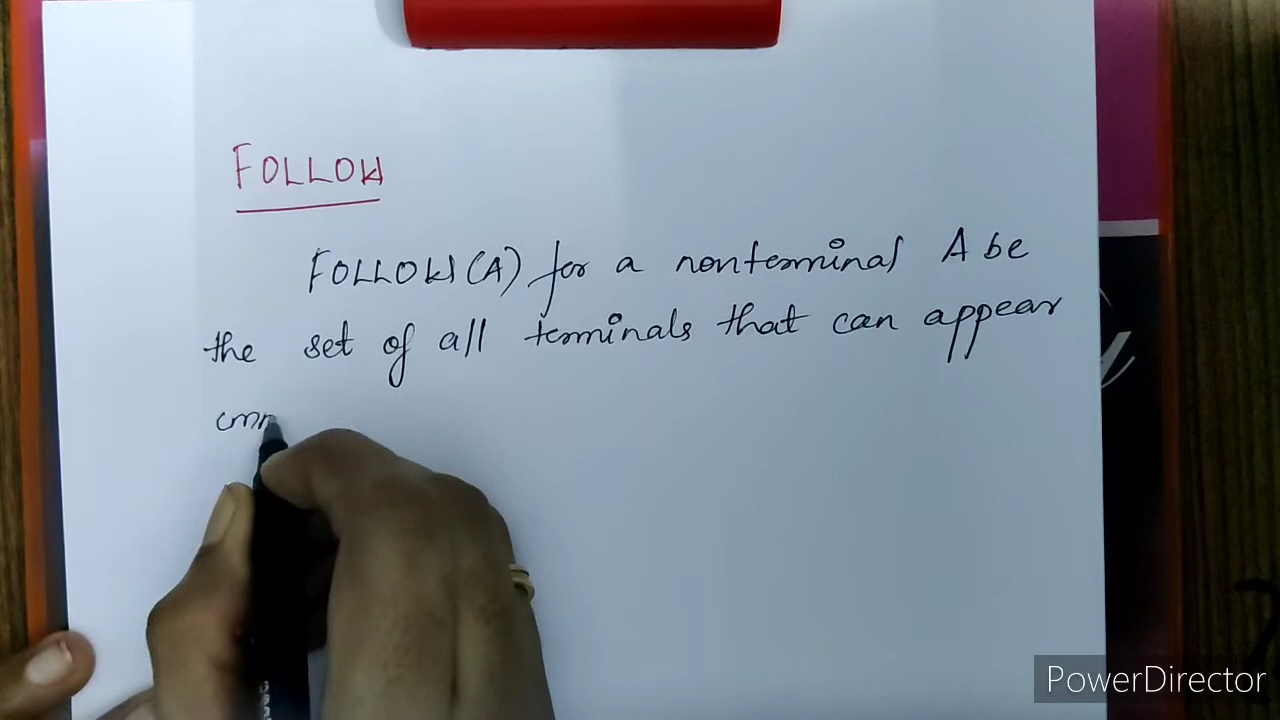 FOLLOW
FOLLOW(A) for a nonterminal A be
the set of all terminals that can appear
PowerDirector